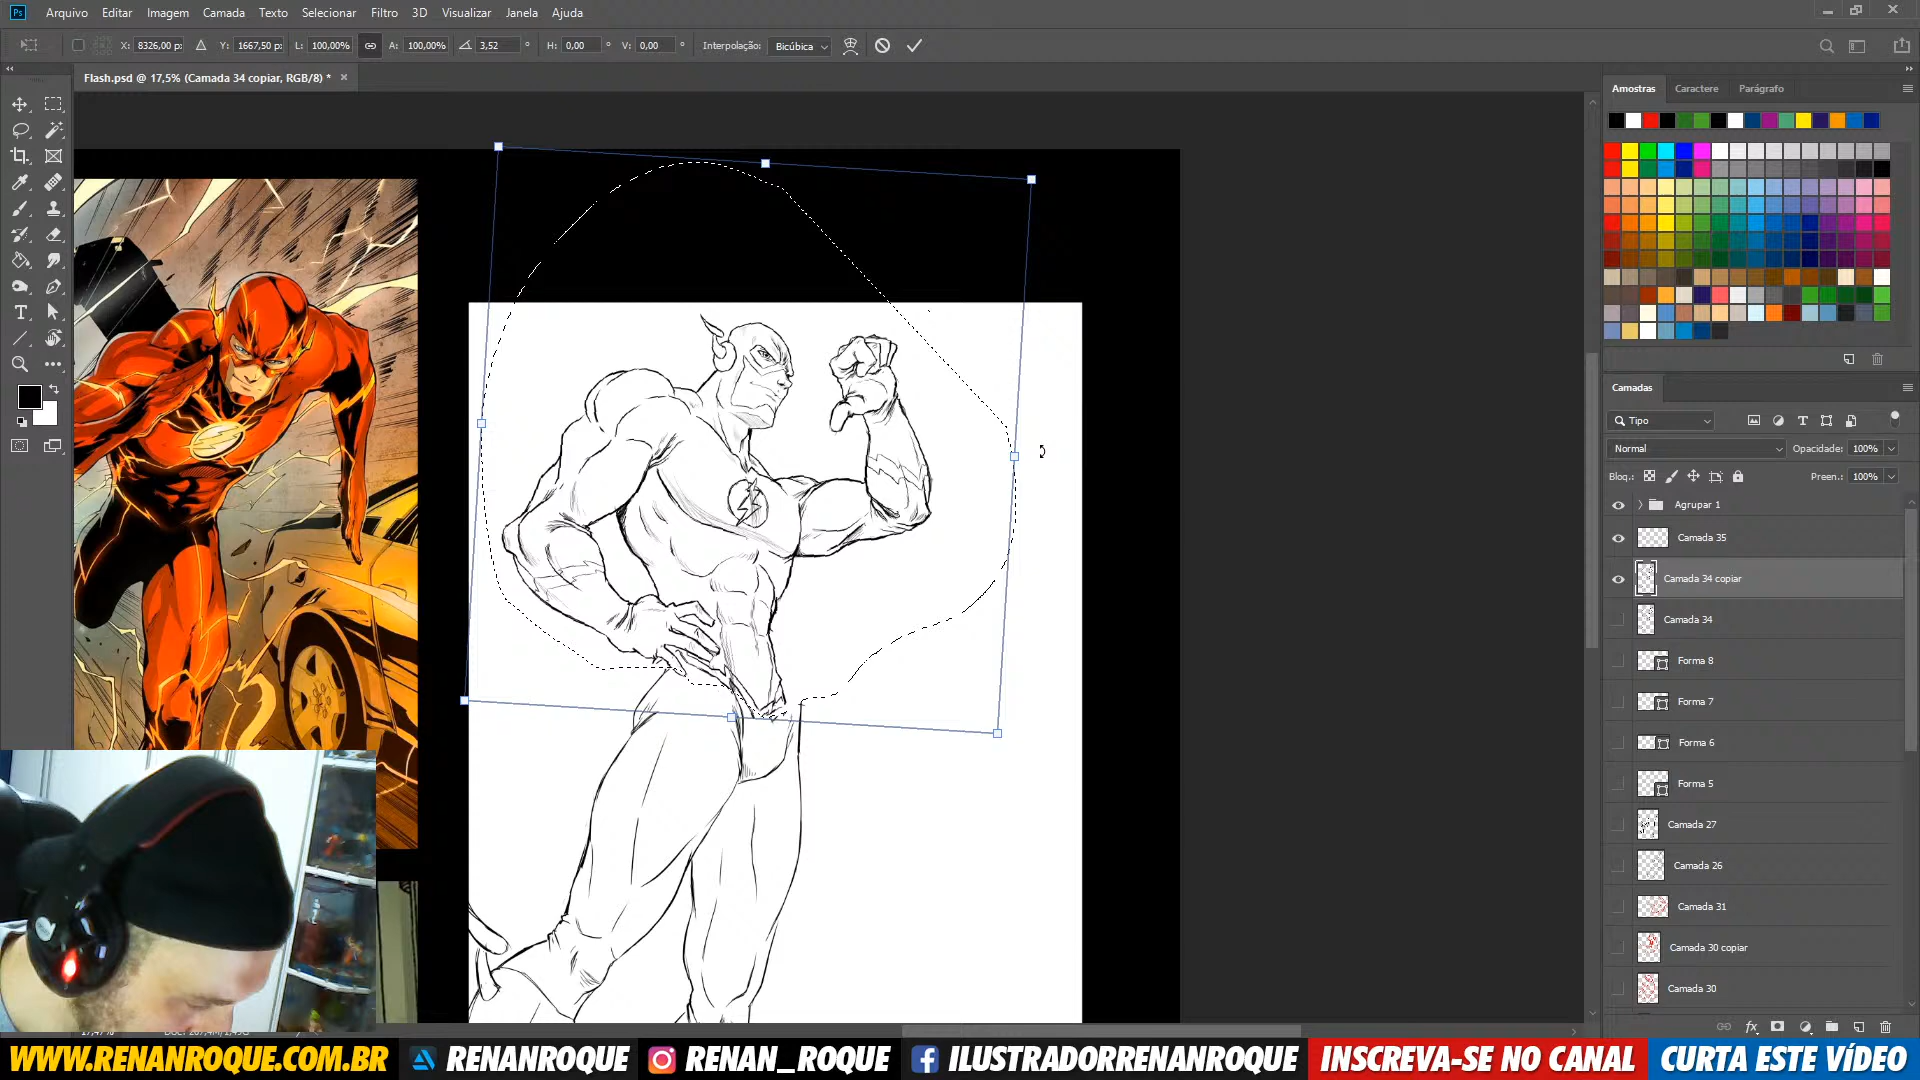 Ps Arquivo Editar Imagem Camada Texto Selecionar Filtro 3D Visualizar Janela Ajuda
X: 8326,00 p: Y: 1667,50 p: L: 100,00% A: 100,00% 3,52 ° H: 0,00 ° V: 0,00 ° Interpolação: Bicúbica
Flash.psd @ 17,5% (Camada 34 copiar, RGB/8) * ×
Amostras Caractere Parágrafo
Camadas
Tipo
Normal Opacidade: 100%
Bloq.: Preen.: 100%
Agrupar 1
Camada 35
Camada 34 copiar
Camada 34
Forma 8
Forma 7
Forma 6
Forma 5
Camada 27
Camada 26
Camada 31
Camada 30 copiar
Camada 30
WWW.RENANROQUE.COM.BR RENANROQUE RENAN_ROQUE ILUSTRADORRENANROQUE INSCREVA-SE NO CANAL CURTA ESTE VÍDEO